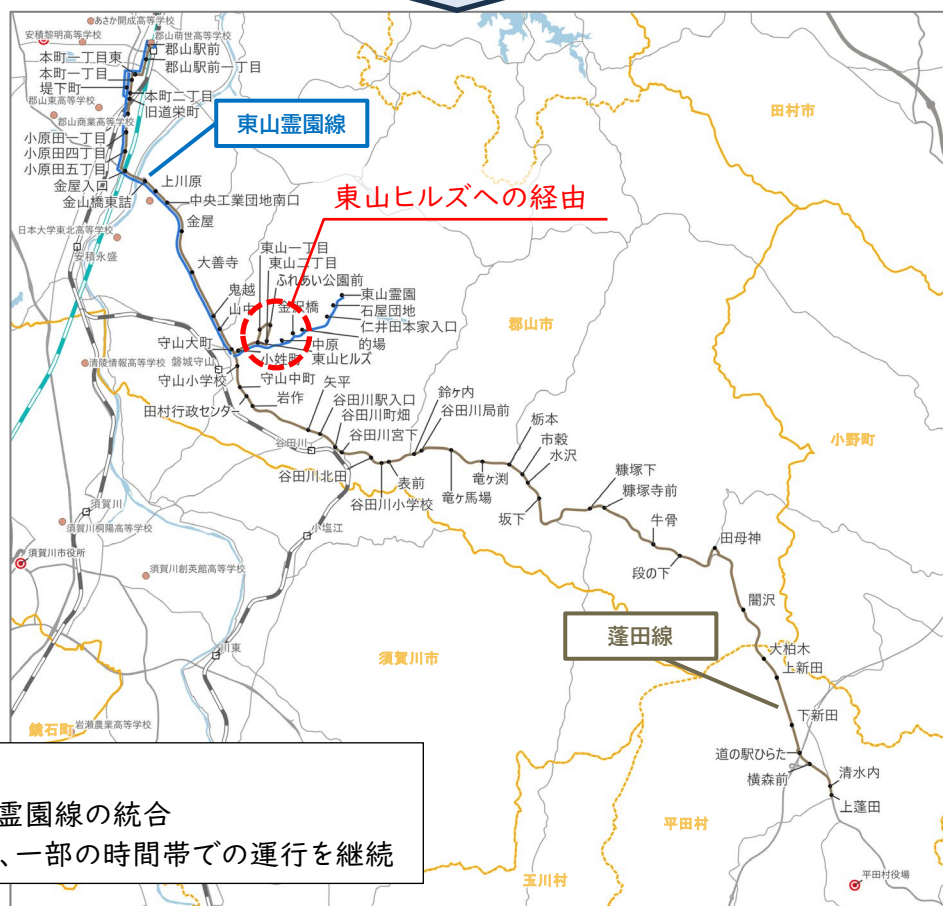 あさか開成高等学校
安積黎明高等学校
郡山萌世高等学校
郡山駅前
本町一丁目東
郡山駅前一丁目
本町一丁目
堤下町
本町二丁目
郡山東高等学校
旧道栄町
郡山商業高等学校
東山霊園線
田村市
小原田一丁目
小原田四丁目
小原田五丁目
金屋入口
上川原
金山橋東詰
中央工業団地南口
東山ヒルズへの経由
金屋
日本大学東北高等学校
安積永盛
東山一丁目
東山二丁目
大善寺
ふれあい公園前
鬼越
東山霊園
金沢橋
石屋団地
山中
仁井田本家入口
郡山市
守山大町
中原
的場
清陵情報高等学校
磐城守山
小姓町
東山ヒルズ
守山小学校
守山中町
矢平
鈴ヶ内
岩作
谷田川駅入口
谷田川局前
田村行政センター
谷田川町畑
栃本
谷田川
谷田川宮下
市穀
小野町
水沢
谷田川北田
表前
竜ヶ渕
糠塚下
谷田川小学校
竜ヶ馬場
糠塚寺前
須賀川
坂下
牛骨
須賀川桐陽高等学校
小塩江
田母神
須賀川市役所
段の下
須賀川創英館高等学校
闇沢
蓬田線
川東
須賀川市
大柏木
上新田
鏡石町
岩瀬農業高等学校
下新田
道の駅ひらた
横森前
清水内
上蓬田
霊園線の統合
平田村
、一部の時間帯での運行を継続
玉川村
平田村役場